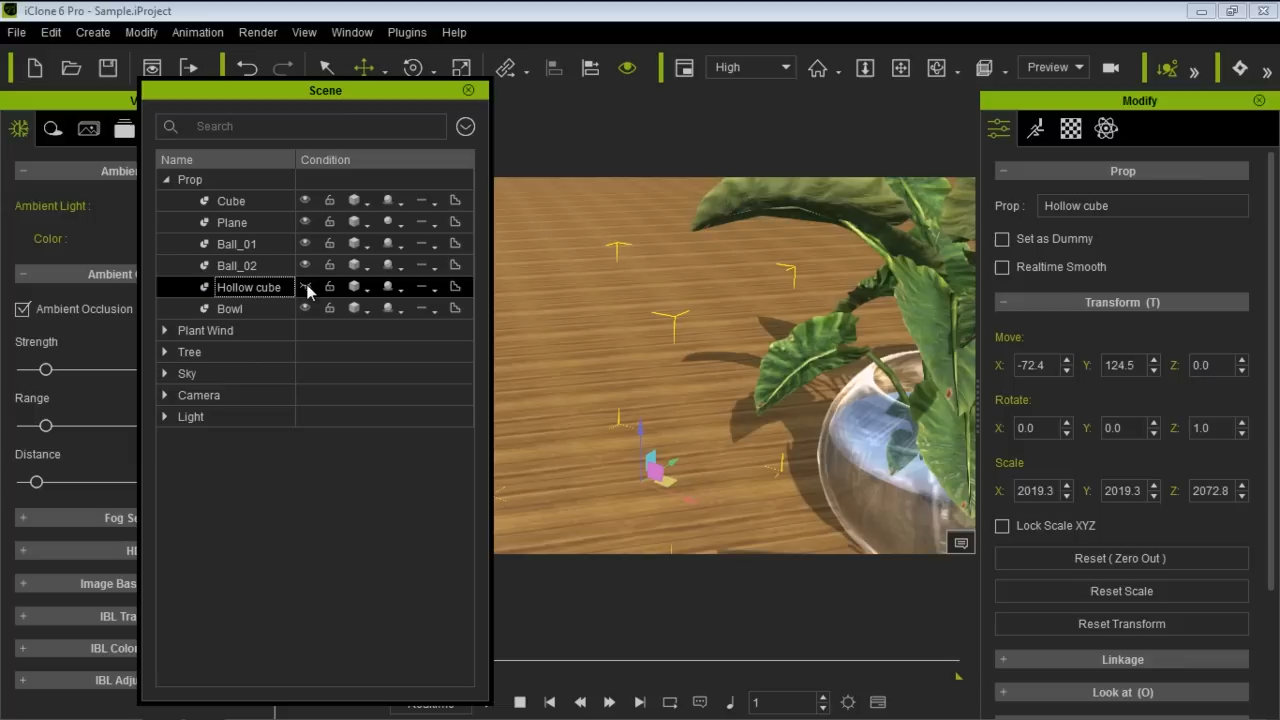 iClone 6 Pro - Sample.iProject
File Edit Create Modify Animation Render View Window Plugins Help
High
Preview
Scene
Modify
Search
Name Condition
Prop
Cube
Plane
Ball_01
Ball_02
Hollow cube
Bowl
Plant Wind
Tree
Sky
Camera
Light
Ambient Light :
Color :
Ambient Occlusion
Strength
Range
Distance
IBL Tra
IBL Color
IBL Adju
1
Prop
Prop : Hollow cube
Set as Dummy
Realtime Smooth
Transform (T)
Move:
X: -72.4 Y: 124.5 Z: 0.0
Rotate:
X: 0.0 Y: 0.0 Z: 1.0
Scale
X: 2019.3 Y: 2019.3 Z: 2072.8
Lock Scale XYZ
Reset ( Zero Out )
Reset Scale
Reset Transform
Linkage
Look at (O)